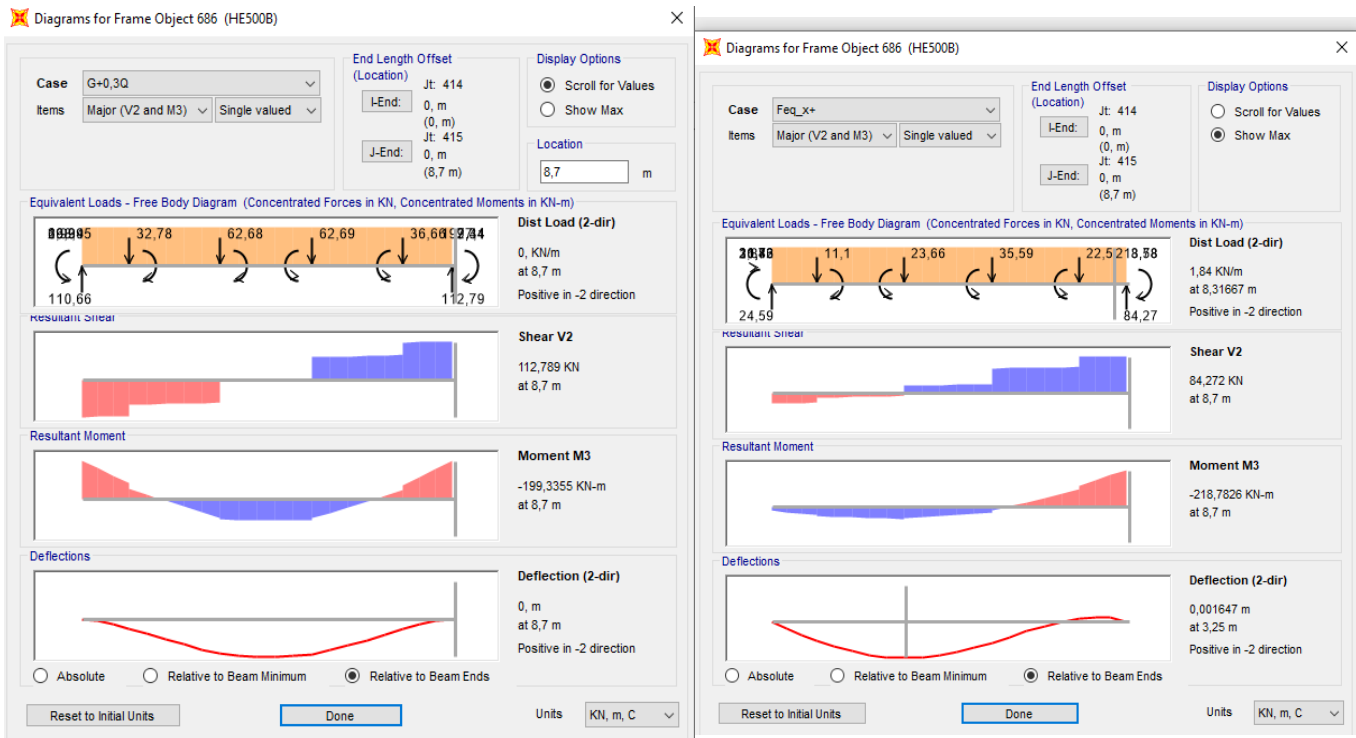 Diagrams for Frame Object 686 (HE500B)
Case G+0,3Q
Items Major (V2 and M3) Single valued
End Length Offset
(Location)
I-End: Jt: 414
0, m
(0, m)
J-End: Jt: 415
0, m
(8,7 m)
Display Options
Scroll for Values
Show Max
Location
8,7 m
Equivalent Loads - Free Body Diagram (Concentrated Forces in KN, Concentrated Moments in KN-m)
32,78 62,68 62,69 36,66
110,66 112,79
Dist Load (2-dir)
0, KN/m
at 8,7 m
Positive in -2 direction
Resultant Shear
Shear V2
112,789 KN
at 8,7 m
Resultant Moment
Moment M3
-199,3355 KN-m
at 8,7 m
Deflections
Deflection (2-dir)
0, m
at 8,7 m
Positive in -2 direction
Absolute Relative to Beam Minimum Relative to Beam Ends
Reset to Initial Units Done Units KN, m, C
Diagrams for Frame Object 686 (HE500B)
Case Feq_x+
Items Major (V2 and M3) Single valued
End Length Offset
(Location)
I-End: Jt: 414
0, m
(0, m)
J-End: Jt: 415
0, m
(8,7 m)
Display Options
Scroll for Values
Show Max
Equivalent Loads - Free Body Diagram (Concentrated Forces in KN, Concentrated Moments in KN-m)
11,1 23,66 35,59
24,59 84,27
Dist Load (2-dir)
1,84 KN/m
at 8,31667 m
Positive in -2 direction
Resultant Shear
Shear V2
84,272 KN
at 8,7 m
Resultant Moment
Moment M3
-218,7826 KN-m
at 8,7 m
Deflections
Deflection (2-dir)
0,001647 m
at 3,25 m
Positive in -2 direction
Absolute Relative to Beam Minimum Relative to Beam Ends
Reset to Initial Units Done Units KN, m, C